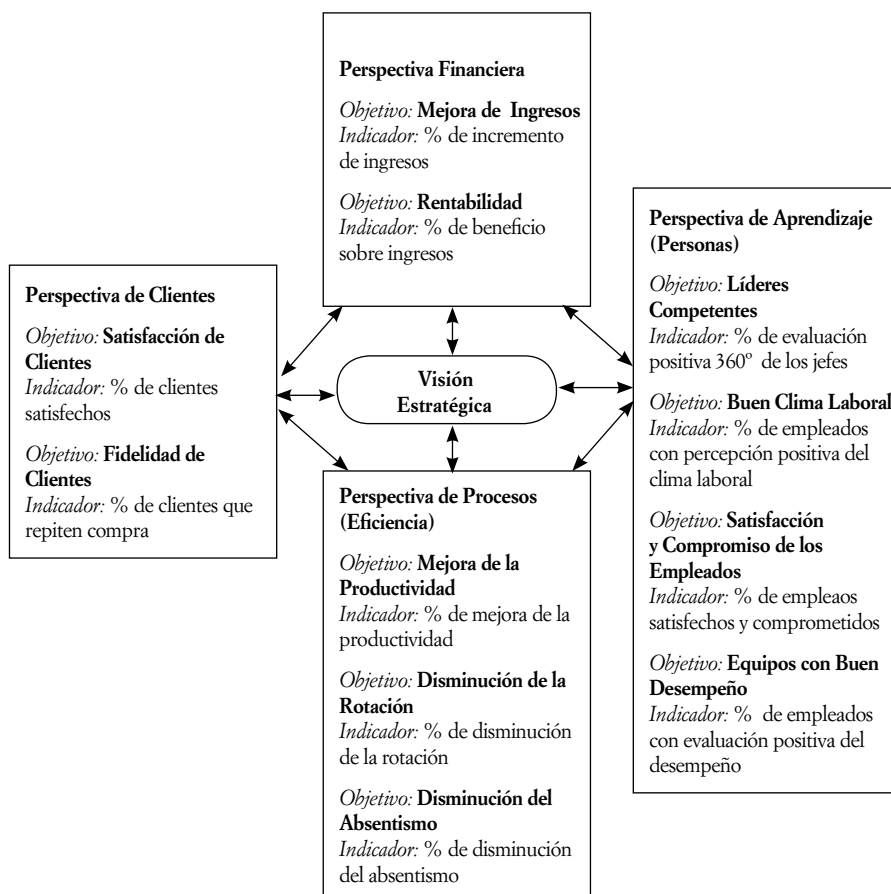 Perspectiva Financiera
Objetivo: Mejora de Ingresos
Indicador: % de incremento
de ingresos
Objetivo: Rentabilidad
Indicador: % de beneficio
sobre ingresos
Perspectiva de Clientes
Objetivo: Satisfacción de
Clientes
Indicador: % de clientes
satisfechos
Objetivo: Fidelidad de
Clientes
Indicador: % de clientes que
repiten compra
Visión
Estratégica
Perspectiva de Aprendizaje
(Personas)
Objetivo: Líderes
Competentes
Indicador: % de evaluación
positiva 360º de los jefes
Objetivo: Buen Clima Laboral
Indicador: % de empleados
con percepción positiva del
clima laboral
Objetivo: Satisfacción
y Compromiso de los
Empleados
Indicador: % de empleaos
satisfechos y comprometidos
Objetivo: Equipos con Buen
Desempeño
Indicador: % de empleados
con evaluación positiva del
desempeño
Perspectiva de Procesos
(Eficiencia)
Objetivo: Mejora de la
Productividad
Indicador: % de mejora de la
productividad
Objetivo: Disminución de la
Rotación
Indicador: % de disminución
de la rotación
Objetivo: Disminución del
Absentismo
Indicador: % de disminución
del absentismo